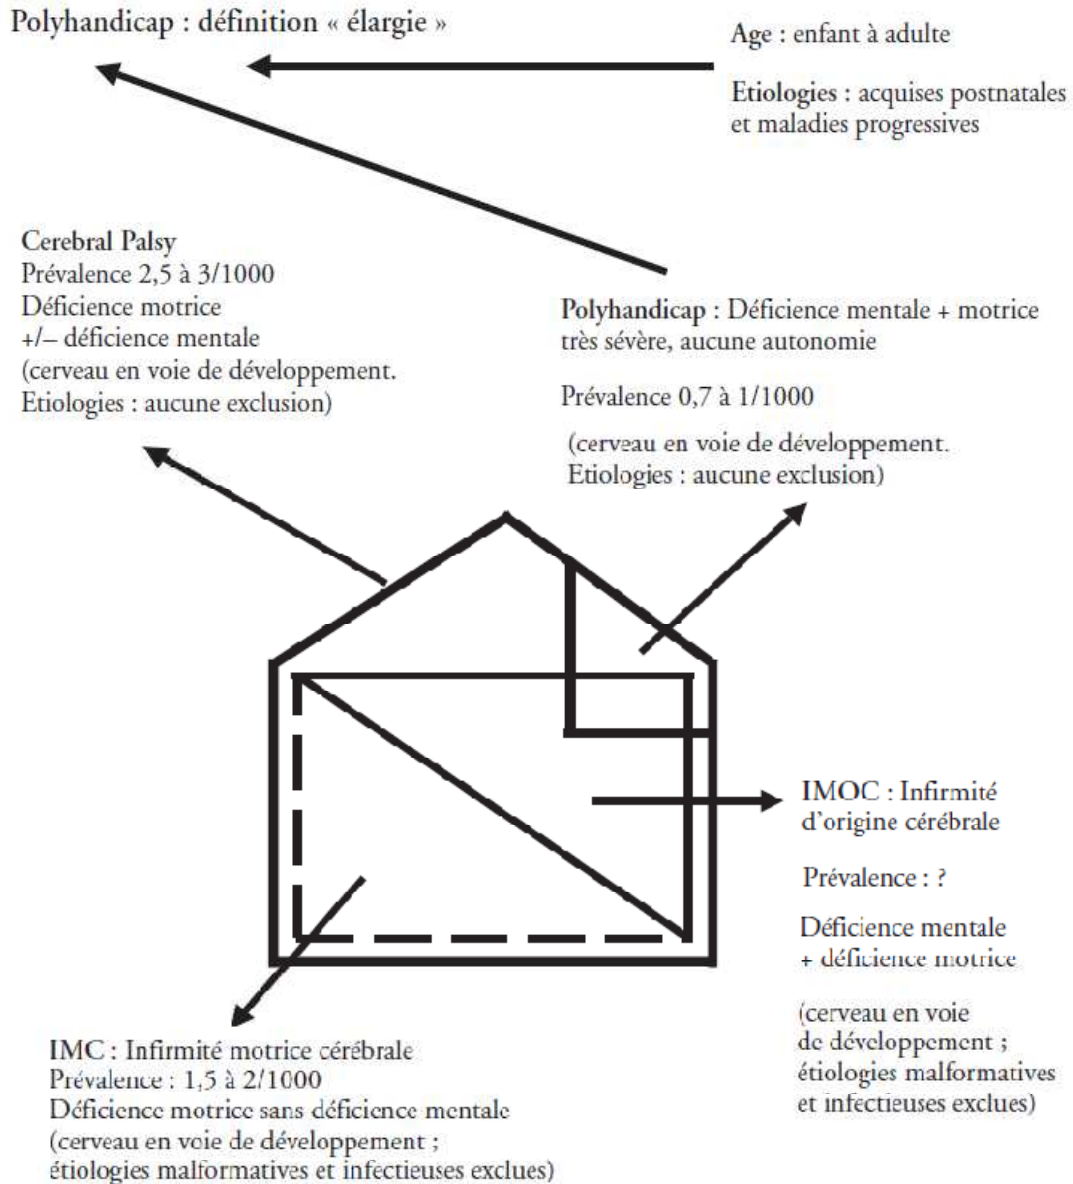 Polyhandicap : définition « élargie »
Age : enfant à adulte
Etiologies : acquises postnatales
et maladies progressives
Cerebral Palsy
Prévalence 2,5 à 3/1000
Déficience motrice
+/– déficience mentale
(cerveau en voie de développement.
Etiologies : aucune exclusion)
Polyhandicap : Déficience mentale + motrice
très sévère, aucune autonomie
Prévalence 0,7 à 1/1000
(cerveau en voie de développement.
Etiologies : aucune exclusion)
IMOC : Infirmité
d'origine cérébrale
Prévalence : ?
Déficience mentale
+ déficience motrice
(cerveau en voie
de développement ;
étiologies malformatives
et infectieuses exclues)
IMC : Infirmité motrice cérébrale
Prévalence : 1,5 à 2/1000
Déficience motrice sans déficience mentale
(cerveau en voie de développement ;
étiologies malformatives et infectieuses exclues)